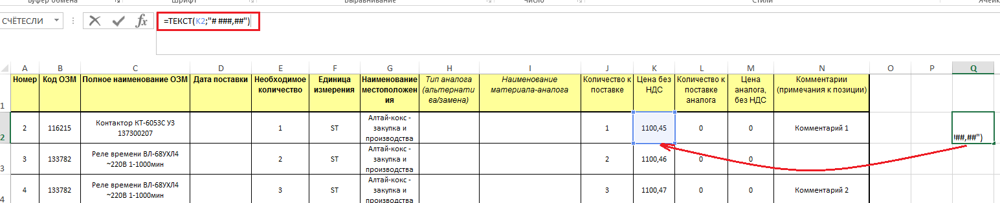 Буфер обмена Шрифт Выравнивание Число Стили
СЧЁТЕСЛИ =ТЕКСТ(K2;"# ###,##")
A B C D E F G H I J K L M N O P Q
1 Номер Код ОЗМ Полное наименование ОЗМ Дата поставки Необходимое количество Единица измерения Наименование местоположения Тип аналога (альтернатива/замена) Наименование материала-аналога Количество к поставке Цена без НДС Количество к поставке аналога Цена аналога, без НДС Комментарии (примечания к позиции)
2 2 116215 Контактор КТ-6053С У3 137300207 1 ST Алтай-кокс - закупка и производства 1 1100,45 0 0 Комментарий 1 ##,##")
3 3 133782 Реле времени ВЛ-68УХЛ4 ~220В 1-1000мин 2 ST Алтай-кокс - закупка и производства 2 1100,46 0 0
4 4 133782 Реле времени ВЛ-68УХЛ4 ~220В 1-1000мин 3 ST Алтай-кокс - закупка и производства 3 1100,47 0 0 Комментарий 2